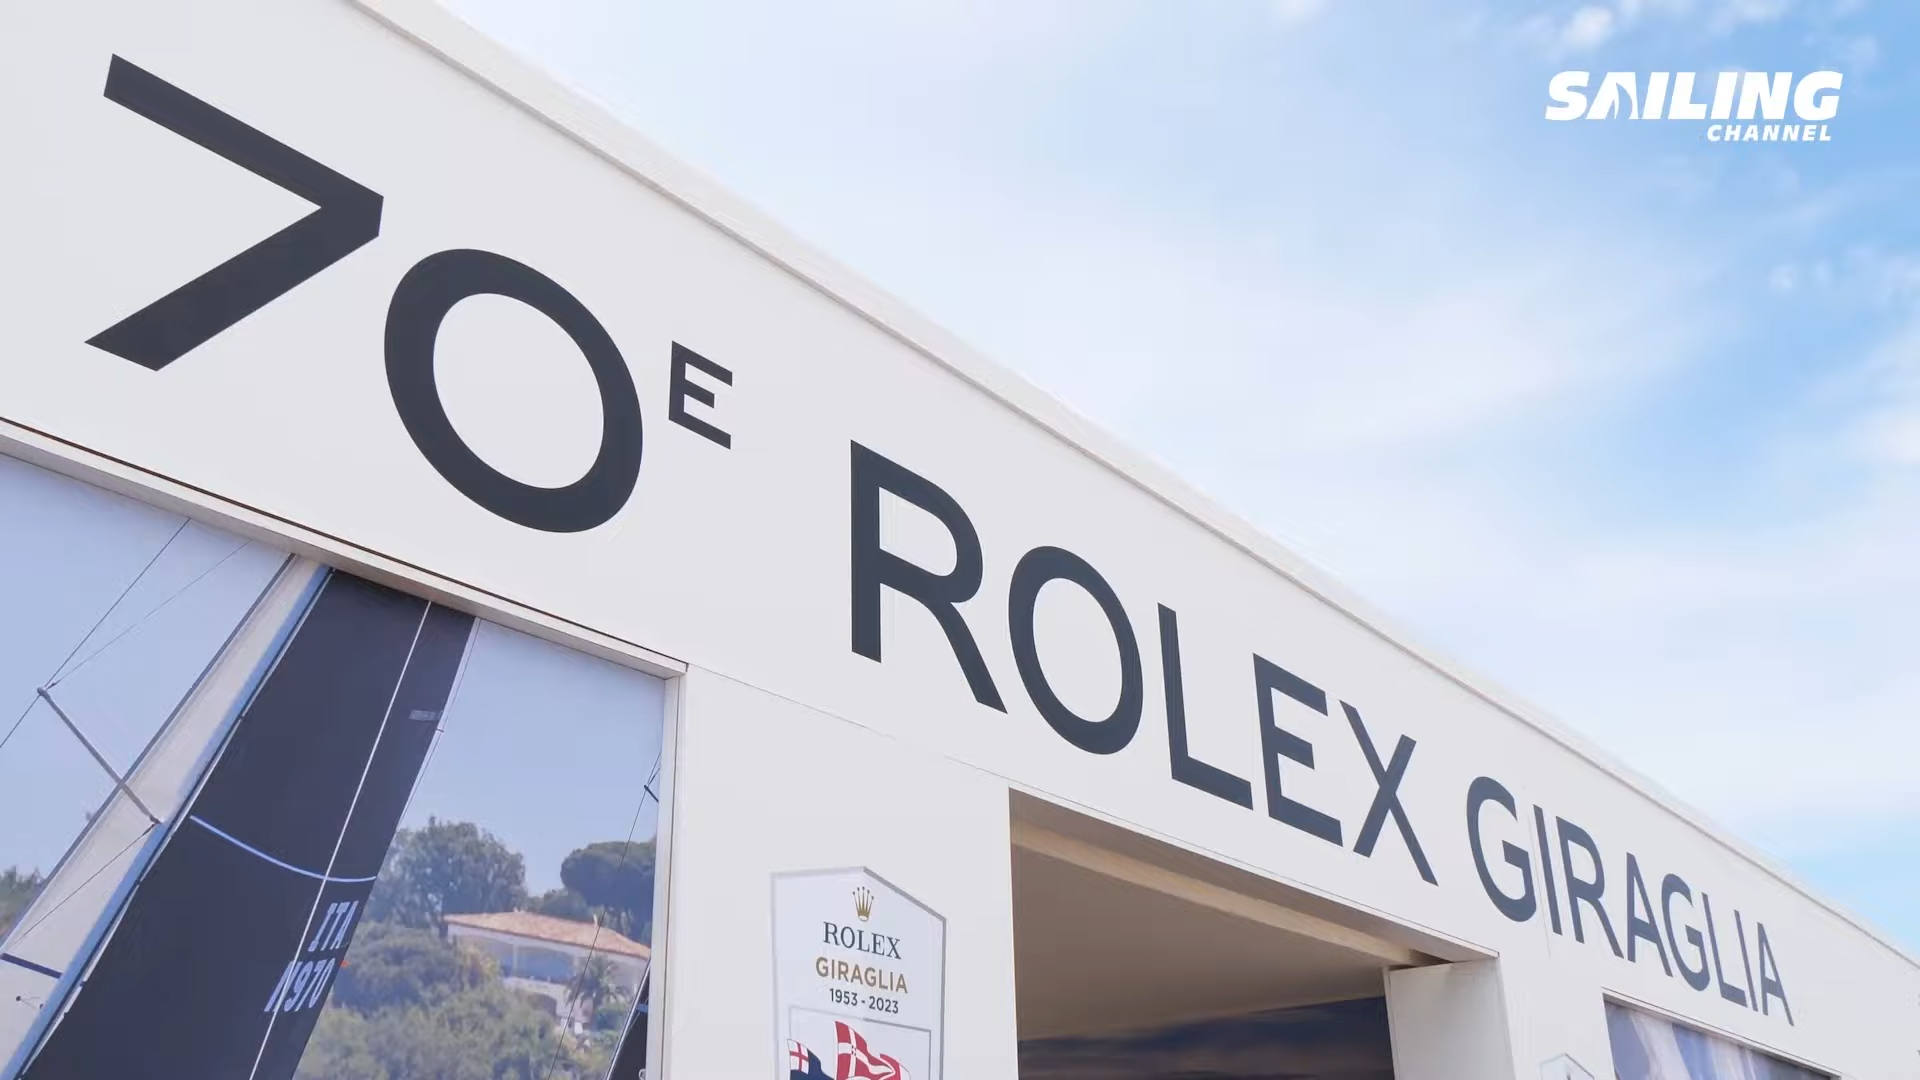 SAILING
CHANNEL
70E ROLEX GIRAGLIA
ROLEX
GIRAGLIA
1953 - 2023
ITA
N970